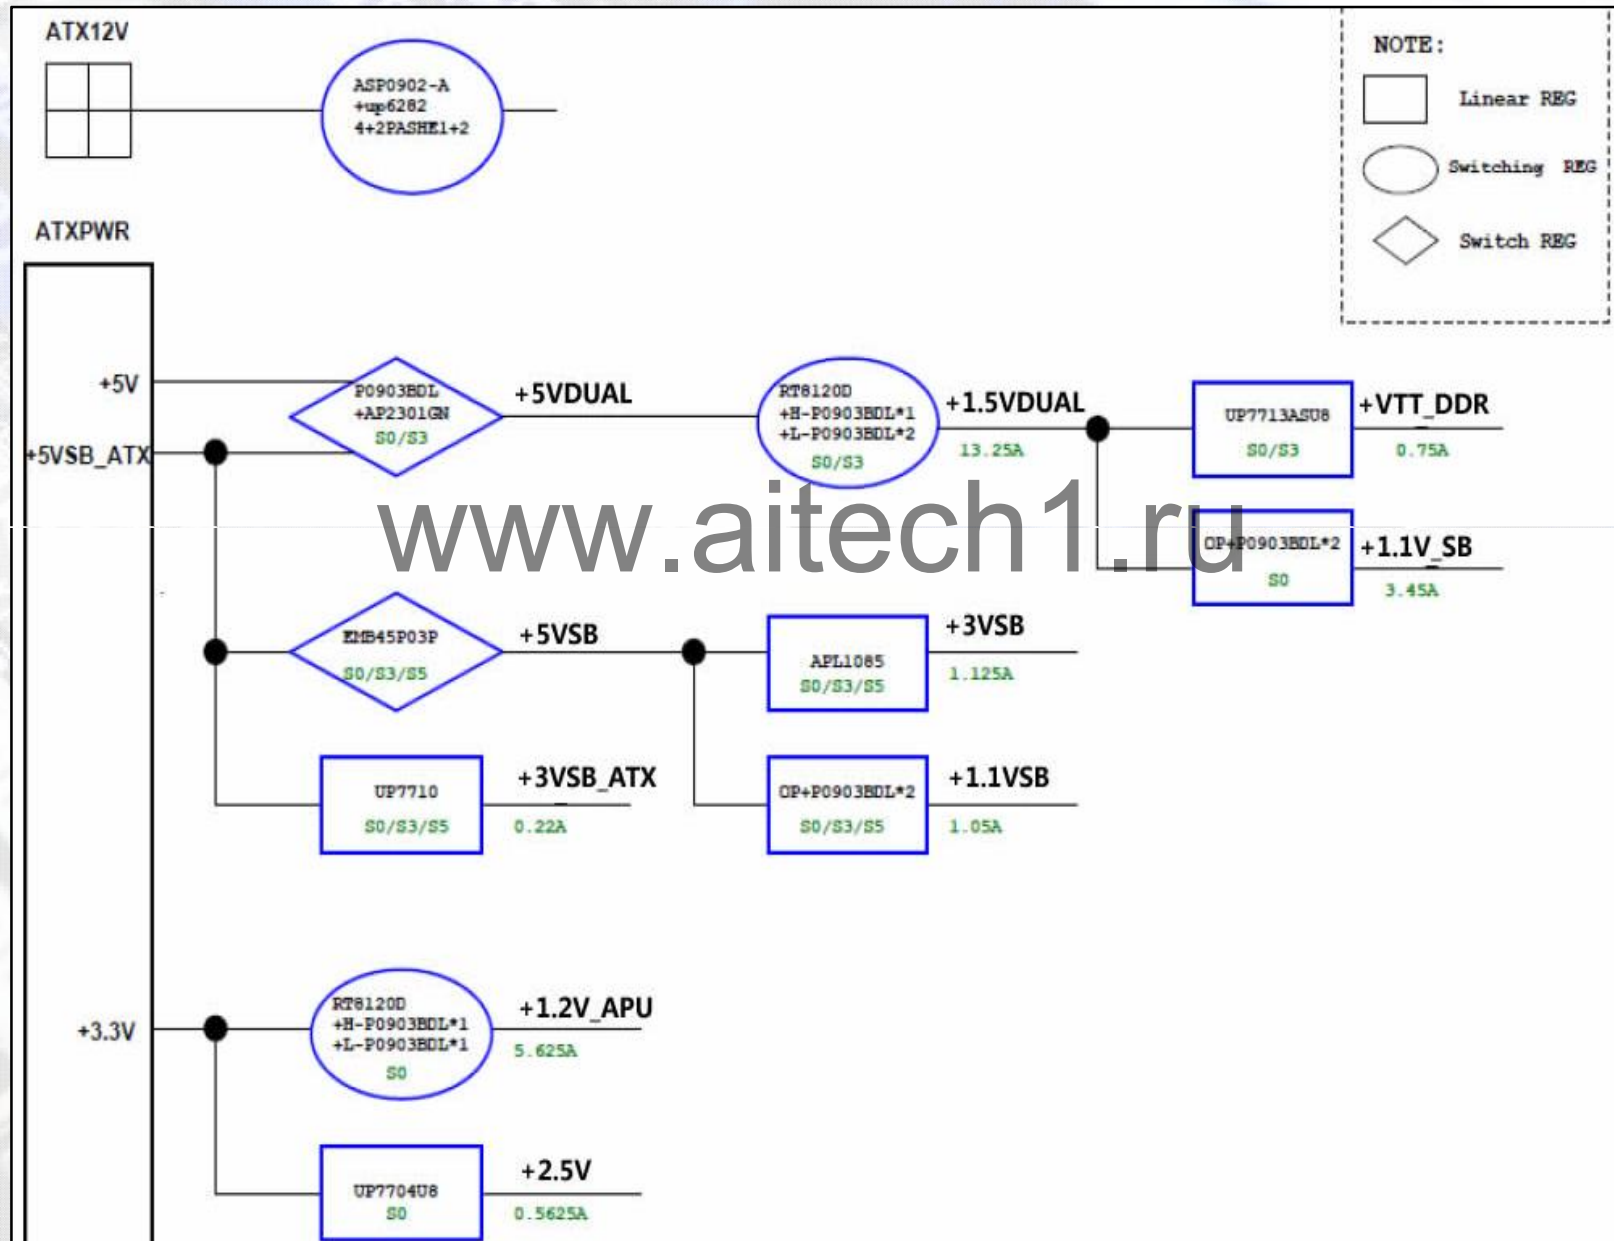 ATX12V
ASP0902-A
+up6282
4+2PASHE1+2
NOTE:
Linear REG
Switching REG
Switch REG
ATXPWR
+5V
P0903BDL
+AP2301GN
S0/S3
+5VDUAL
RT8120D
+H-P0903BDL*1
+L-P0903BDL*2
S0/S3
+1.5VDUAL
13.25A
UP7713ASU8
S0/S3
+VTT_DDR
0.75A
+5VSB_ATX
www.aitech1.ru
OP+P0903BDL*2
S0
+1.1V_SB
3.45A
EMB45P03P
S0/S3/S5
+5VSB
APL1085
S0/S3/S5
+3VSB
1.125A
UP7710
S0/S3/S5
+3VSB_ATX
0.22A
OP+P0903BDL*2
S0/S3/S5
+1.1VSB
1.05A
+3.3V
RT8120D
+H-P0903BDL*1
+L-P0903BDL*1
S0
+1.2V_APU
5.625A
UP7704U8
S0
+2.5V
0.5625A